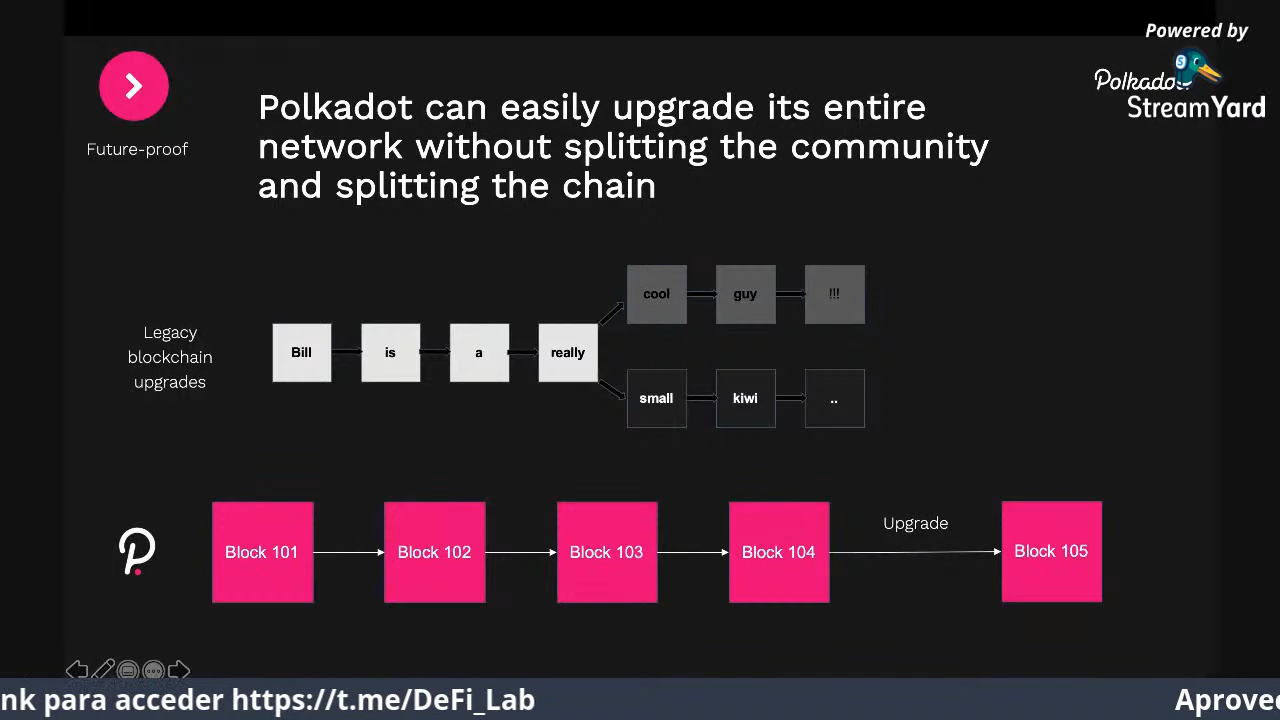 Powered by
Polkadot
StreamYard
Future-proof
Polkadot can easily upgrade its entire
network without splitting the community
and splitting the chain
Legacy
blockchain
upgrades
Bill is a really
cool guy !!!
small kiwi ..
Upgrade
Block 101 Block 102 Block 103 Block 104 Block 105
para acceder https://t.me/DeFi_Lab